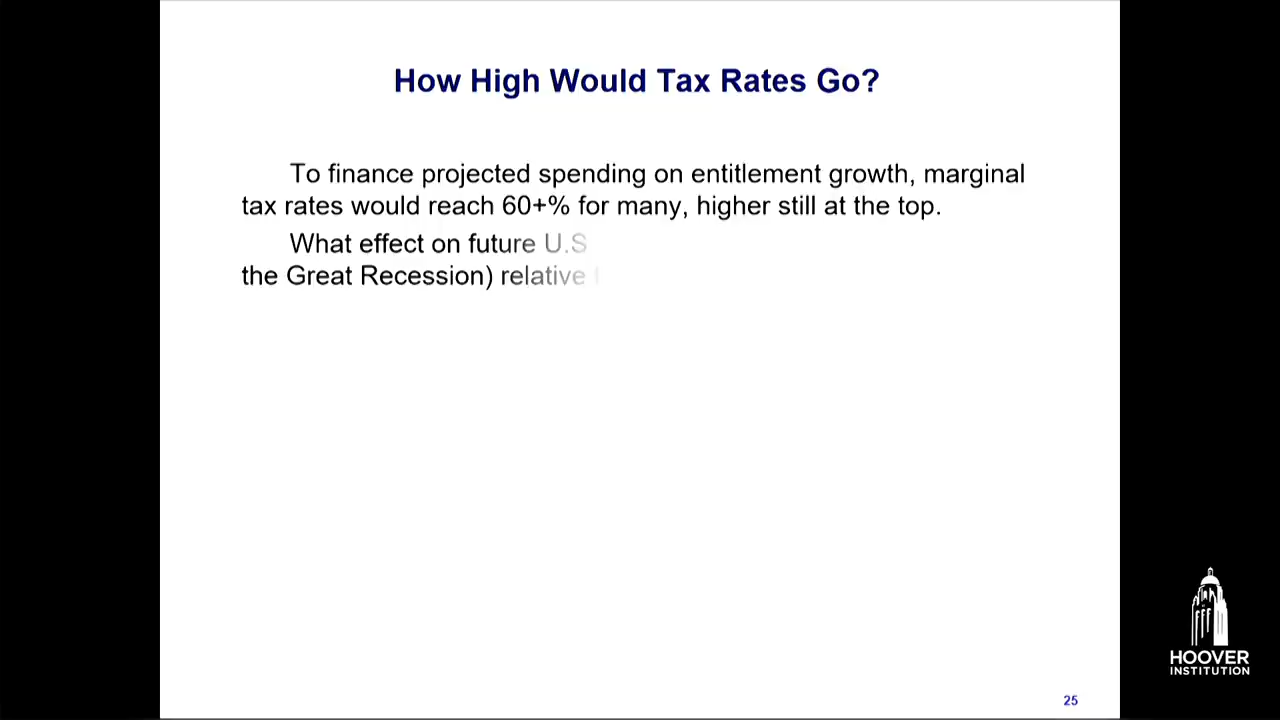 How High Would Tax Rates Go?
To finance projected spending on entitlement growth, marginal
tax rates would reach 60+% for many, higher still at the top.
What effect on future U.S
the Great Recession) relative
HOOVER
INSTITUTION
25